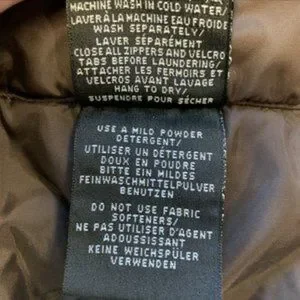 MACHINE WASH IN COLD WATER/
LAVER À LA MACHINE EAU FROIDE
WASH SEPARATELY/
LAVER SÉPARÉMENT
CLOSE ALL ZIPPERS AND VELCRO
TABS BEFORE LAUNDERING/
ATTACHER LES FERMOIRS ET
VELCROS AVANT LAVAGE
HANG TO DRY/
SUSPENDRE POUR SÉCHER
USE A MILD POWDER
DETERGENT/
UTILISER UN DÉTERGENT
DOUX EN POUDRE
BITTE EIN MILDES
FEINWASCHMITTELPULVER
BENUTZEN
DO NOT USE FABRIC
SOFTENERS/
NE PAS UTILISER D'AGENT
ADOUSSISSANT
KEINE WEICHSPÜLER
VERWENDEN